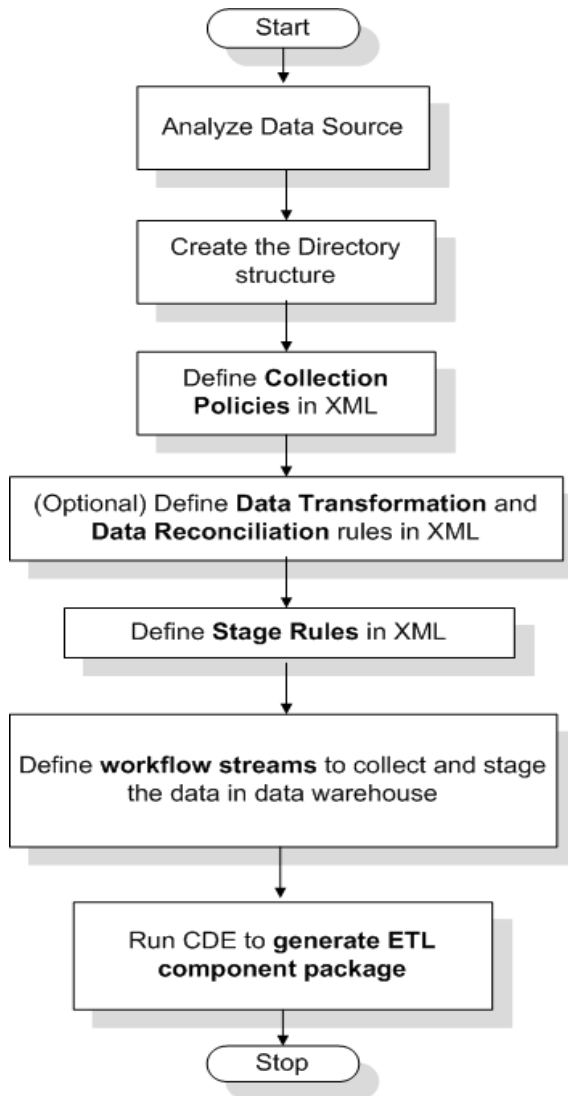 Start
Analyze Data Source
Create the Directory
structure
Define Collection
Policies in XML
(Optional) Define Data Transformation and
Data Reconciliation rules in XML
Define Stage Rules in XML
Define workflow streams to collect and stage
the data in data warehouse
Run CDE to generate ETL
component package
Stop